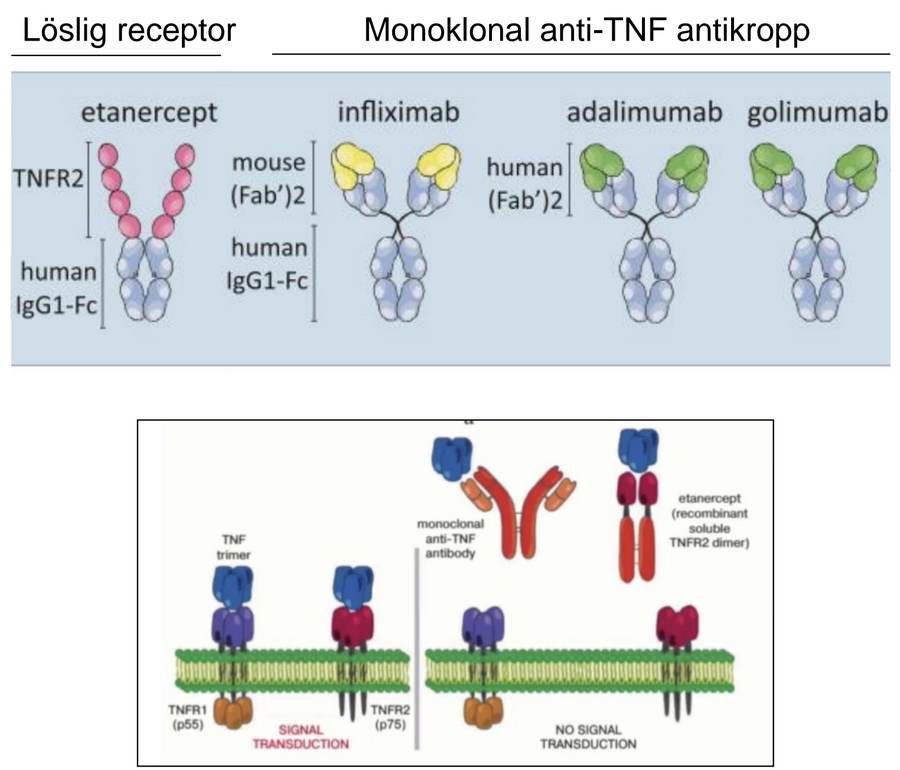 Löslig receptor
Monoklonal anti-TNF antikropp
etanercept
infliximab
adalimumab
golimumab
TNFR2
human
IgG1-Fc
mouse
(Fab’)2
human
IgG1-Fc
human
(Fab’)2
monoclonal
anti-TNF
antibody
etanercept
(recombinant
soluble
TNFR2 dimer)
TNF
trimer
TNFR1
(p55)
SIGNAL
TRANSDUCTION
TNFR2
(p75)
NO SIGNAL
TRANSDUCTION